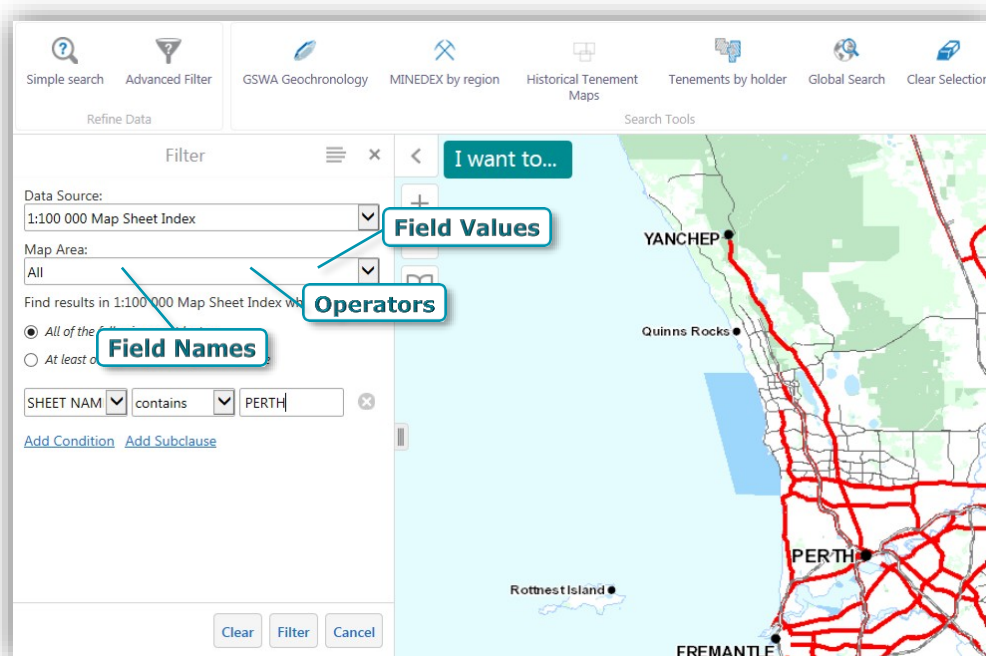 Simple search
Advanced Filter
GSWA Geochronology
MINEDEX by region
Historical Tenement
Maps
Tenements by holder
Global Search
Clear Selection
Refine Data
Search Tools
Filter
I want to...
Data Source:
1:100 000 Map Sheet Index
Field Values
Map Area:
All
Operators
Find results in 1:100 000 Map Sheet Index
All of the
Field Names
At least
SHEET NAM
contains
PERTH
Add Condition
Add Subclause
Clear
Filter
Cancel
YANCHEP
Quinns Rocks
PERTH
Rottnest Island
FREMANTLE